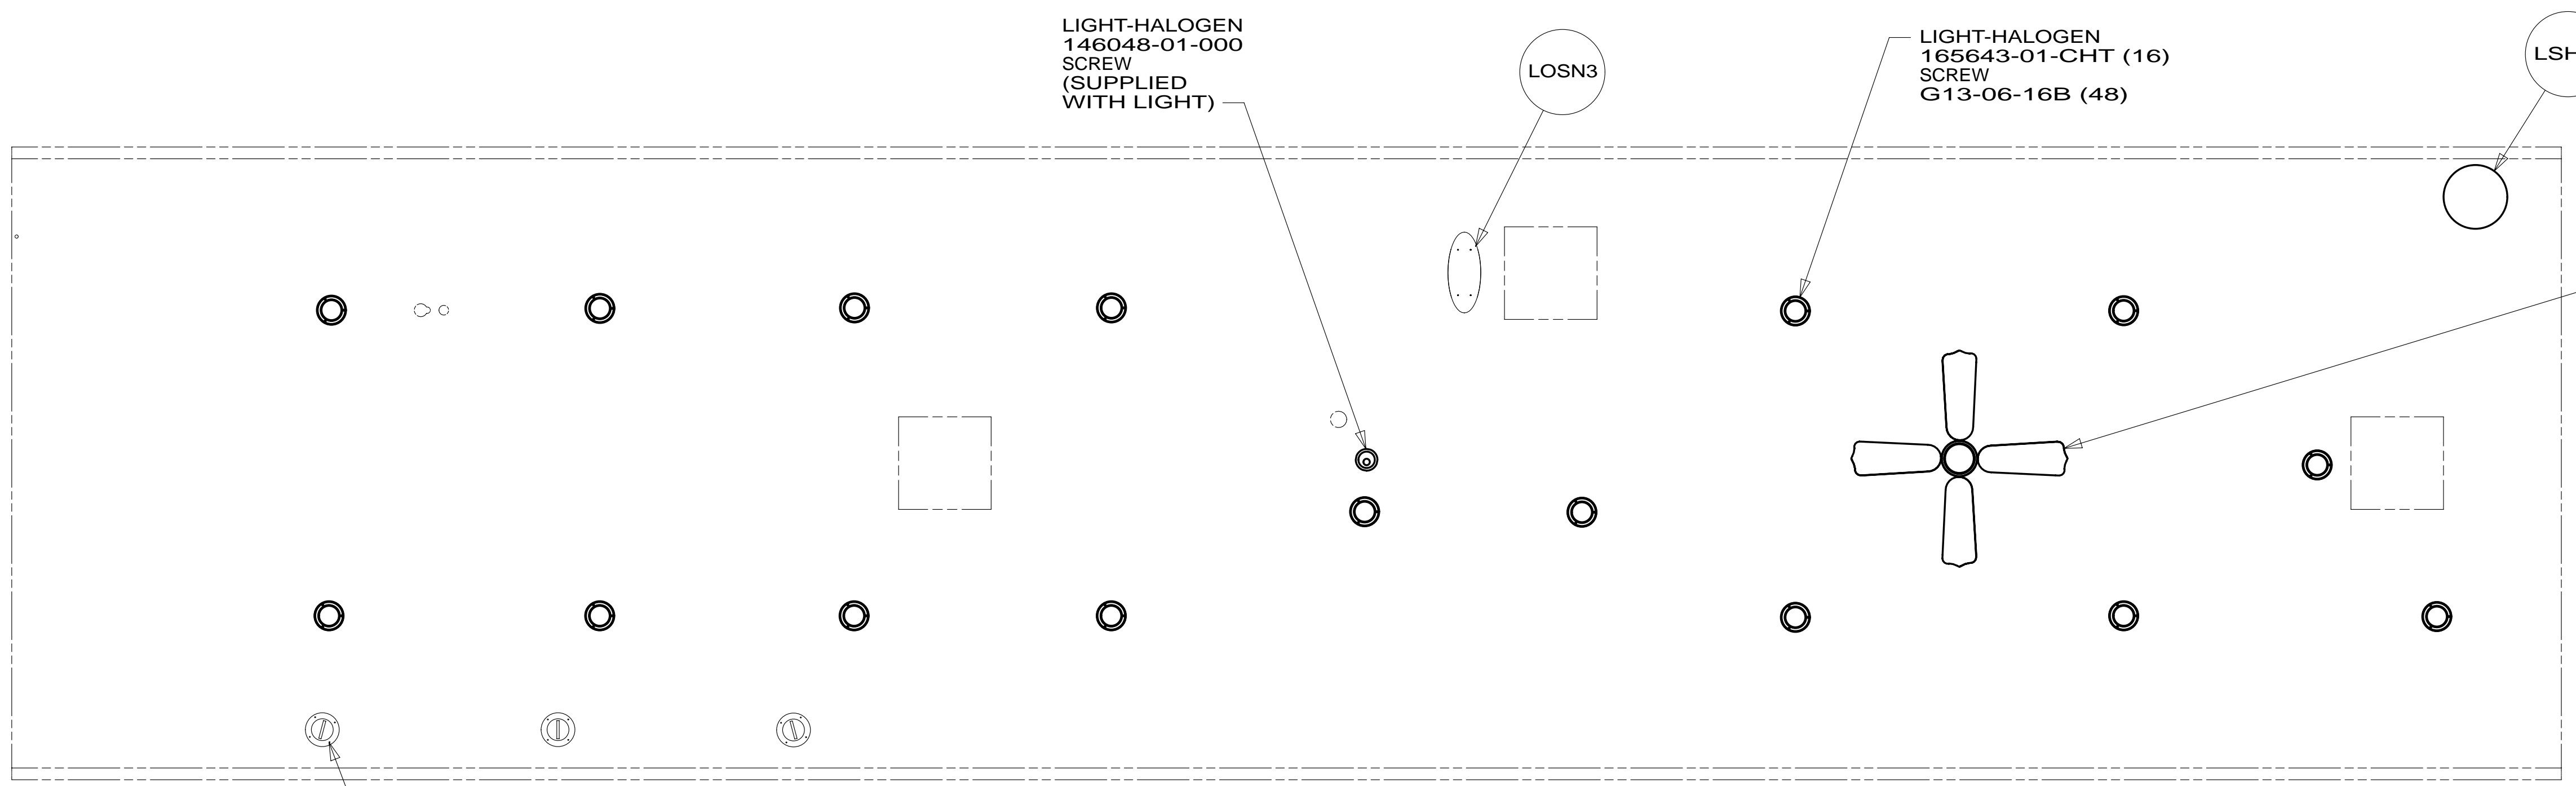 LIGHT-HALOGEN
146048-01-000
SCREW
(SUPPLIED
WITH LIGHT)
LOSN3
LIGHT-HALOGEN
165643-01-CHT (16)
SCREW
G13-06-16B (48)
LSH